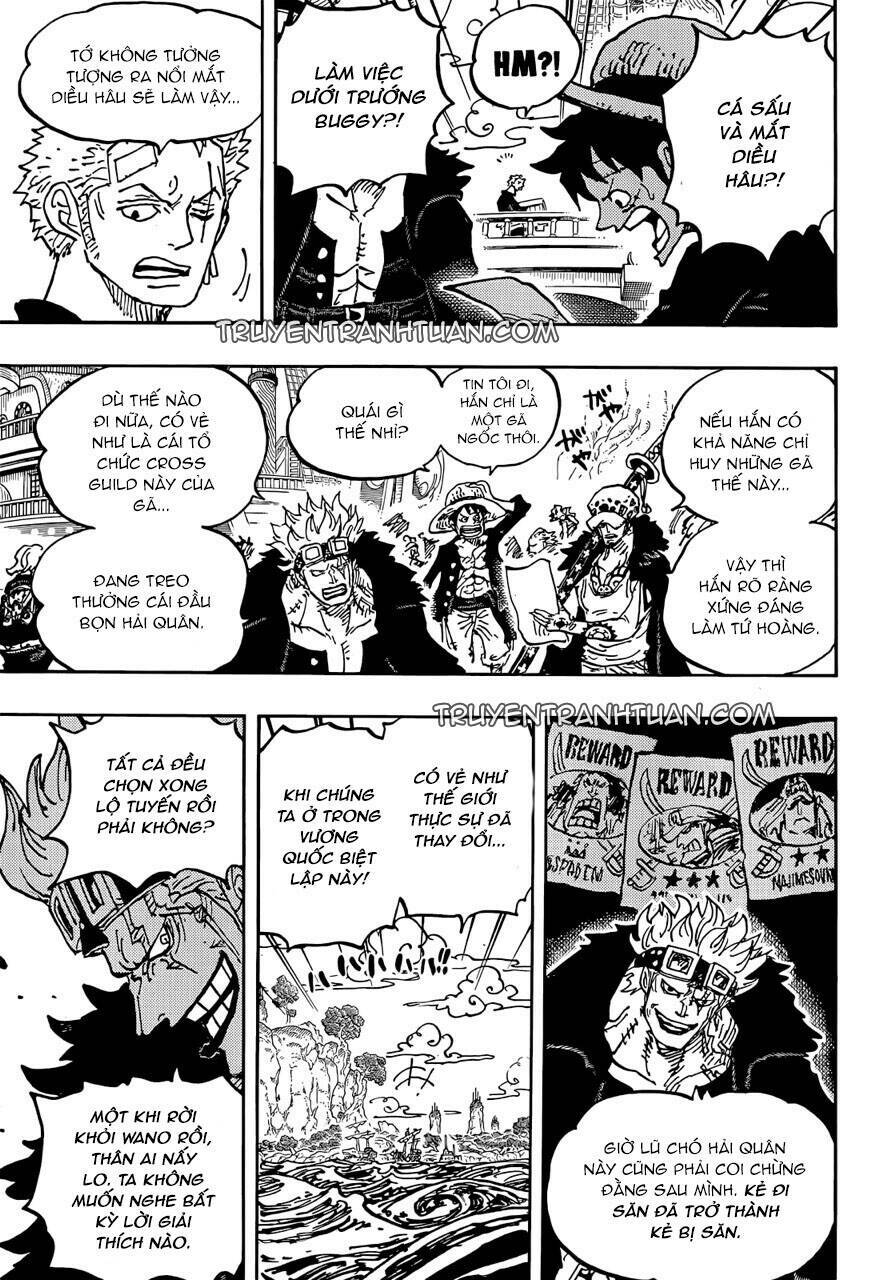 CÁ SẤU
VÀ MẮT
DIỀU
HÂU?!
HM?!
LÀM VIỆC
DƯỚI TRƯỚNG
BUGGY?!
TỚ KHÔNG TƯỞNG
TƯỢNG RA NỔI MẮT
DIỀU HÂU SẼ LÀM VẬY...
TRUYENTRANHTUAN.COM
NẾU HẮN CÓ
KHẢ NĂNG CHỈ
HUY NHỮNG GÃ
THẾ NÀY...
VẬY THÌ
HẮN RÕ RÀNG
XỨNG ĐÁNG
LÀM TỨ HOÀNG.
TIN TÔI ĐI,
HẮN CHỈ LÀ
MỘT GÃ
NGỐC THÔI.
QUÁI GÌ
THẾ NHỈ?
DÙ THẾ NÀO
ĐI NỮA, CÓ VẺ
NHƯ LÀ CÁI TỔ
CHỨC CROSS
GUILD NÀY CỦA
GÃ...
ĐANG TREO
THƯỞNG CÁI ĐẦU
BỌN HẢI QUÂN.
TRUYENTRANHTUAN.COM
REWARD
REWARD
REWARD
GIỜ LŨ CHÓ HẢI QUÂN
NÀY CŨNG PHẢI COI CHỪNG
ĐẰNG SAU MÌNH. KẺ ĐI
SĂN ĐÃ TRỞ THÀNH
KẺ BỊ SĂN.
CÓ VẺ NHƯ
THẾ GIỚI
THỰC SỰ ĐÃ
THAY ĐỔI...
KHI CHÚNG
TA Ở TRONG
VƯƠNG
QUỐC BIỆT
LẬP NÀY!
TẤT CẢ ĐỀU
CHỌN XONG
LỘ TUYẾN RỒI
PHẢI KHÔNG?
MỘT KHI RỜI
KHỎI WANO RỒI,
THÂN AI NẤY
LO. TA KHÔNG
MUỐN NGHE BẤT
KỲ LỜI GIẢI
THÍCH NÀO.